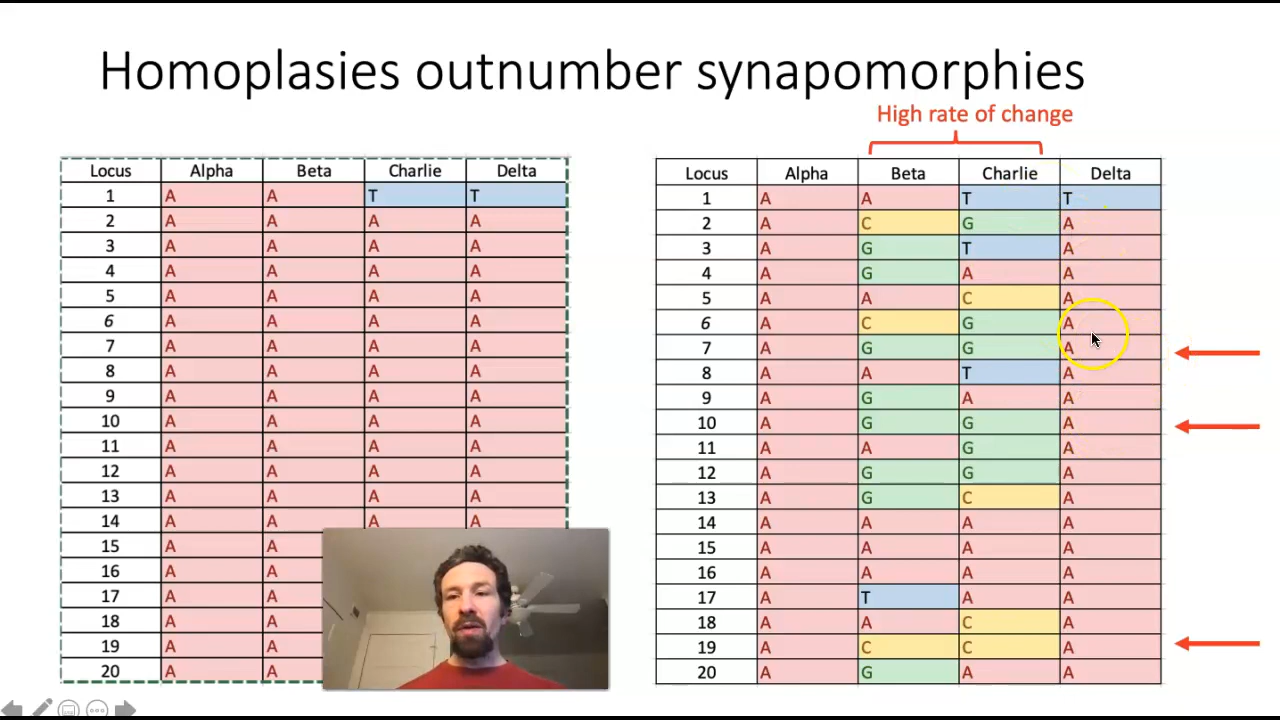 Homoplasies outnumber synapomorphies
High rate of change
Locus Alpha Beta Charlie Delta
1 A A T T
2 A A A A
3 A A A A
4 A A A A
5 A A A A
6 A A A A
7 A A A A
8 A A A A
9 A A A A
10 A A A A
11 A A A A
12 A A A A
13 A A A A
14 A A A A
15 A A
16 A A
17 A A
18 A A
19 A A
20 A A
Locus Alpha Beta Charlie Delta
1 A A T T
2 A C G A
3 A G T A
4 A G A A
5 A A C A
6 A C G A
7 A G G A
8 A A T A
9 A G A A
10 A G G A
11 A A G A
12 A G G A
13 A G C A
14 A A A A
15 A A A A
16 A A A A
17 A T A A
18 A A C A
19 A C C A
20 A G A A